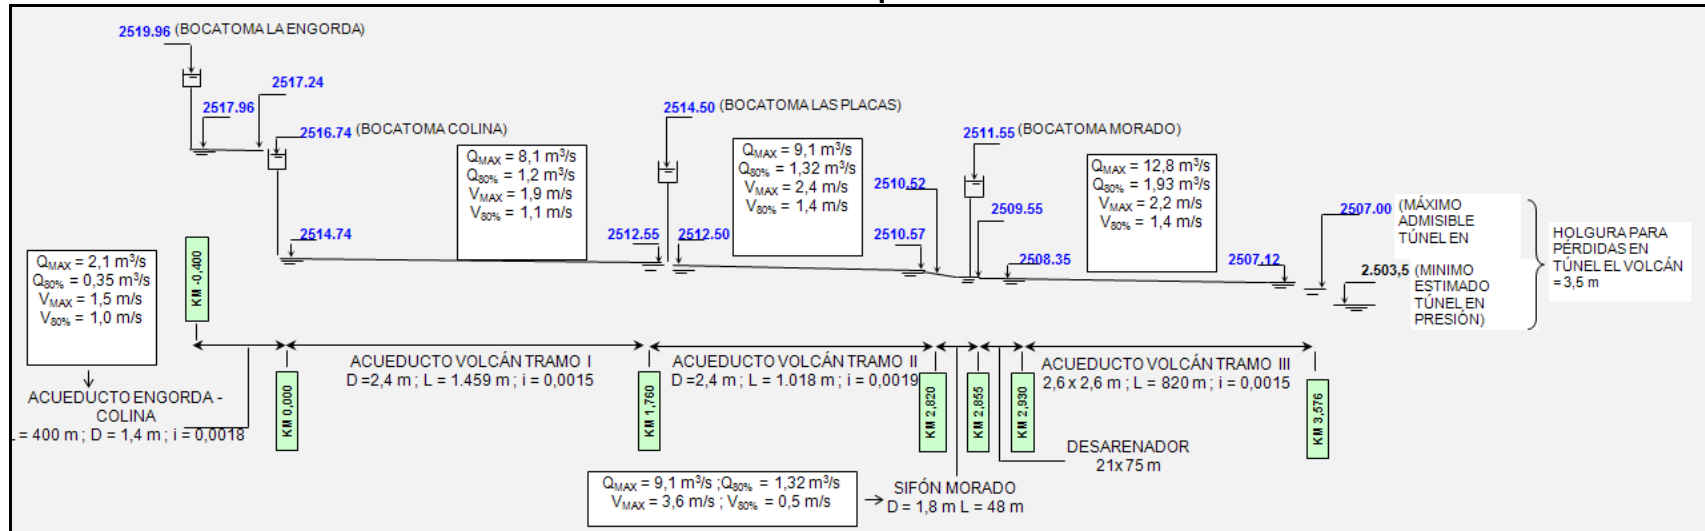 2519.96 (BOCATOMA LA ENGORDA)
2517.24
2517.96
2516.74 (BOCATOMA COLINA)
2514.50 (BOCATOMA LAS PLACAS)
2511.55 (BOCATOMA MORADO)
QMAX = 8,1 m³/s
Q80% = 1,2 m³/s
VMAX = 1,9 m/s
V80% = 1,1 m/s
QMAX = 9,1 m³/s
Q80% = 1,32 m³/s
VMAX = 2,4 m/s
V80% = 1,4 m/s
QMAX = 12,8 m³/s
Q80% = 1,93 m³/s
VMAX = 2,2 m/s
V80% = 1,4 m/s
2510.52
2509.55
2507.00 (MÁXIMO
ADMISIBLE
TÚNEL EN
2.503,5 (MINIMO
ESTIMADO
TÚNEL EN
PRESIÓN)
HOLGURA PARA
PÉRDIDAS EN
TÚNEL EL VOLCÁN
= 3,5 m
2514.74
2512.55
2512.50
2510.57
2508.35
2507.12
QMAX = 2,1 m³/s
Q80% = 0,35 m³/s
VMAX = 1,5 m/s
V80% = 1,0 m/s
KM -0,400
ACUEDUCTO ENGORDA -
COLINA
L = 400 m ; D = 1,4 m ; i = 0,0018
KM 0,000
ACUEDUCTO VOLCÁN TRAMO I
D =2,4 m ; L = 1.459 m ; i = 0,0015
KM 1,760
ACUEDUCTO VOLCÁN TRAMO II
D =2,4 m ; L = 1.018 m ; i = 0,0019
KM 2,820
KM 2,855
KM 2,930
ACUEDUCTO VOLCÁN TRAMO III
2,6 x 2,6 m ; L = 820 m ; i = 0,0015
KM 3,576
DESARENADOR
21x 75 m
QMAX = 9,1 m³/s ;Q80% = 1,32 m³/s
VMAX = 3,6 m/s ; V80% = 0,5 m/s
SIFÓN MORADO
D = 1,8 m L = 48 m